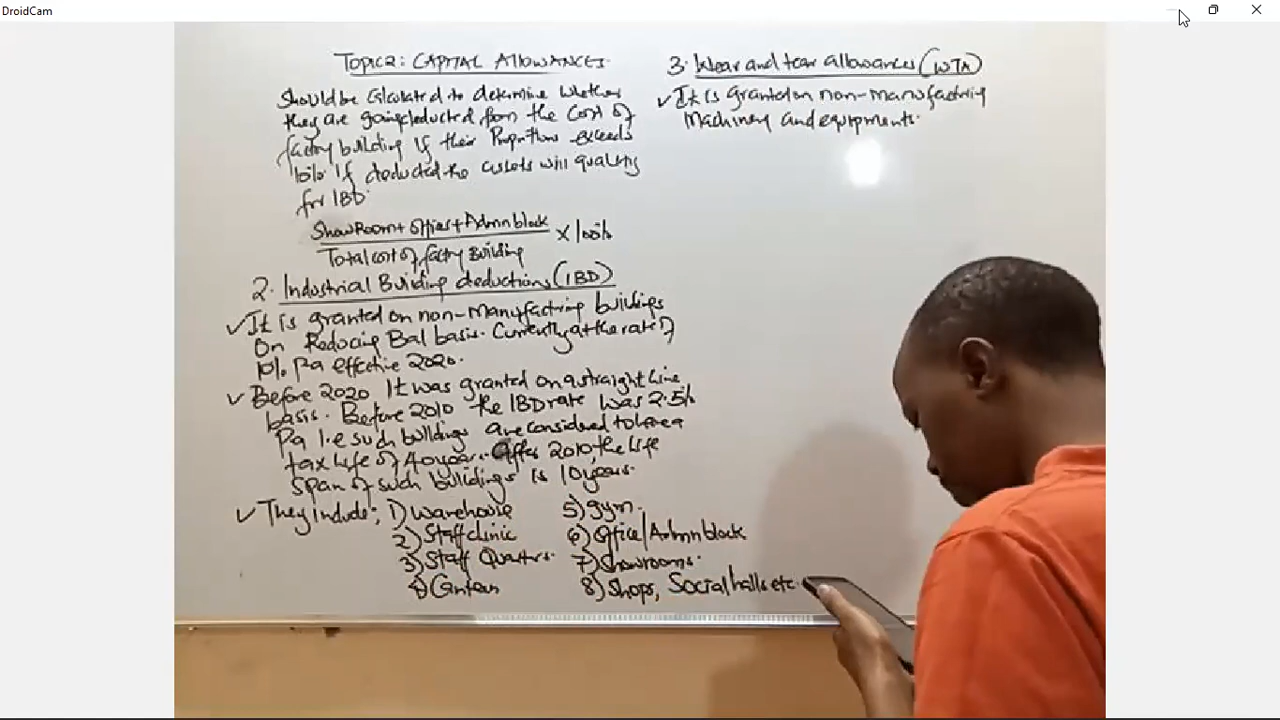 DroidCam
TOPIC 2: CAPITAL ALLOWANCES.
Should be Calculated to determine whether
they are going deducted from the cost of
factory building If their Proportions exceeds
10% If deducted the assets will qualify
for IBD.
ShowRoom + offices + Admn block
X 100%
Total cost of factory Building
2. Industrial Building deductions (IBD)
✓ It is granted on non-Manufacturing buildings
On Reducing Bal basis. Currently at the rate of
10% Pa effective 2020.
✓ Before 2020 It was granted on a straight line
basis. Before 2010 the IBD rate was 2.5%
Pa I.e such buildings are considered to have a
tax life of 40 years. After 2010, the life
span of such buildings is 10 years.
✓ They include; 1) warehouse
2) Staff clinic
3) Staff Quarters.
4) Canteen
5) gym.
6) Office/Admn block
7) Showrooms.
8) Shops, Social halls etc.
3. Wear and tear allowances (WTA)
✓ It is granted on non-manufacturing
Machinery and equipments.